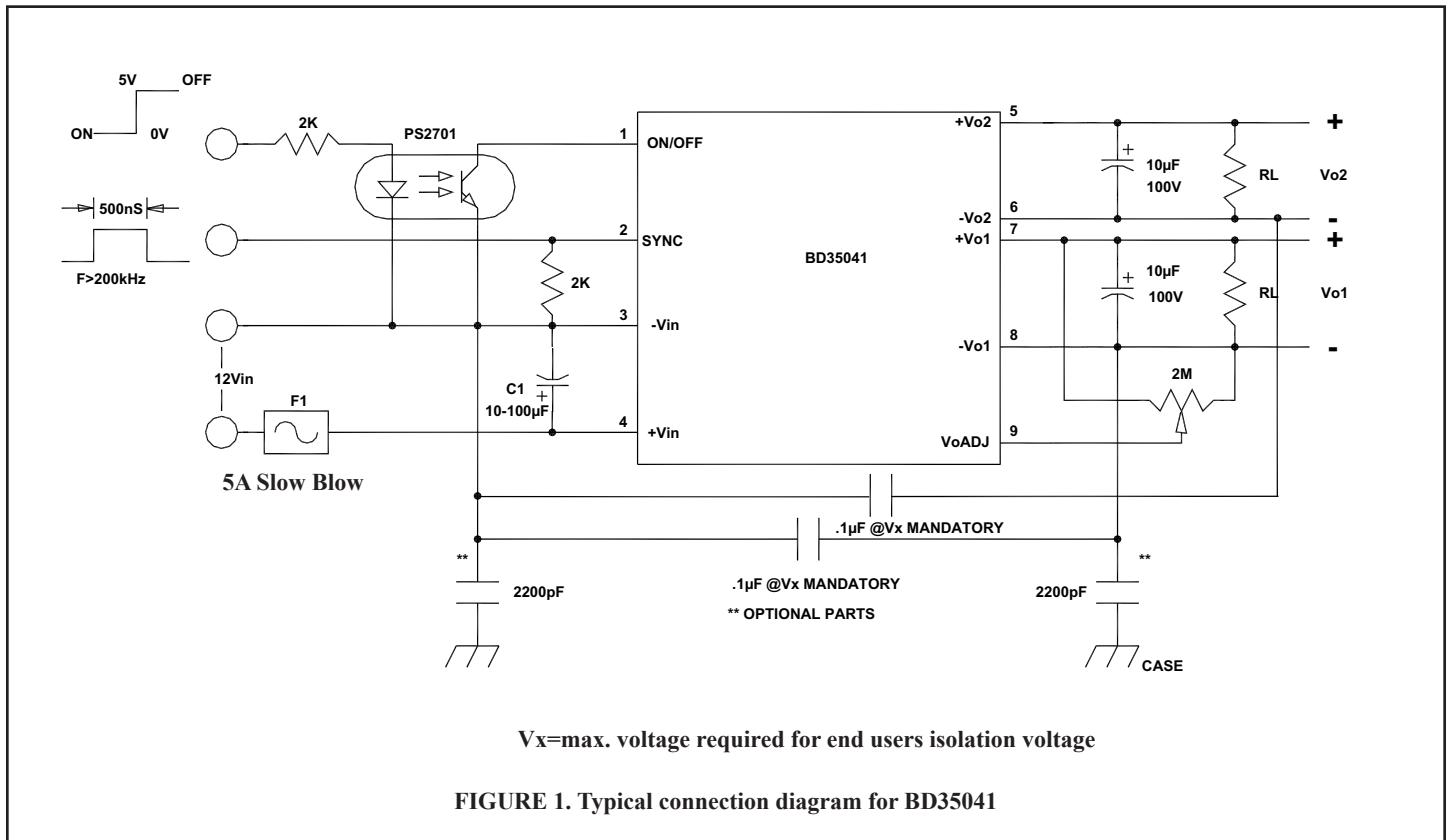 5V OFF
ON 0V
2K
PS2701
1
ON/OFF
500nS
F>200kHz
2
SYNC
2K
BD35041
3
-Vin
12Vin
C1
+
10-100µF
F1
4
+Vin
5A Slow Blow
+Vo2
5
+
10µF
100V
RL
Vo2
+
-
-Vo2
6
+Vo1
7
+
10µF
100V
RL
Vo1
+
-
-Vo1
8
2M
VoADJ
9
.1µF @Vx MANDATORY
.1µF @Vx MANDATORY
**
2200pF
** OPTIONAL PARTS
**
2200pF
CASE
Vx=max. voltage required for end users isolation voltage
FIGURE 1. Typical connection diagram for BD35041